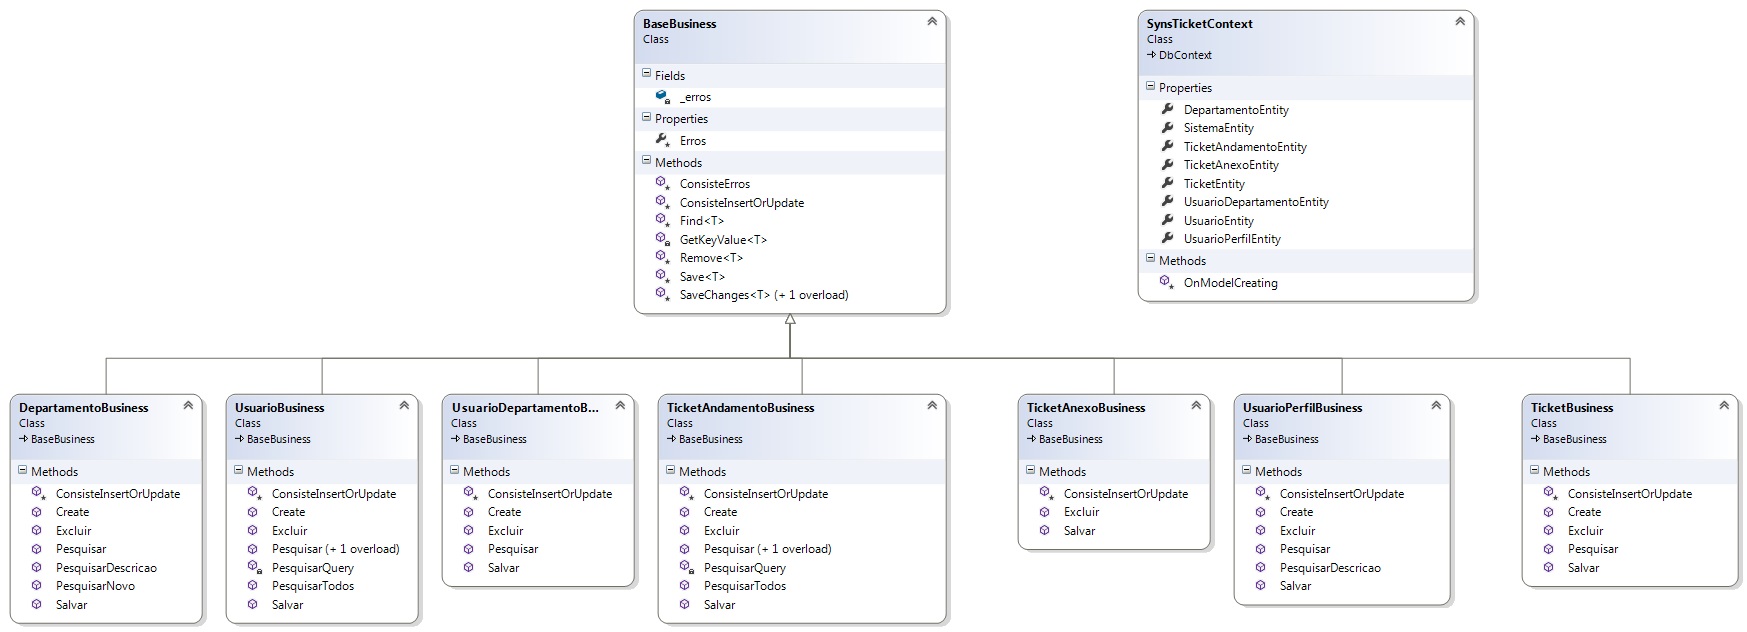 BaseBusiness
Class
Fields
_erros
Properties
Erros
Methods
ConsisteErros
ConsisteInsertOrUpdate
Find<T>
GetKeyValue<T>
Remove<T>
Save<T>
SaveChanges<T> (+ 1 overload)
SynsTicketContext
Class
DbContext
Properties
DepartamentoEntity
SistemaEntity
TicketAndamentoEntity
TicketAnexoEntity
TicketEntity
UsuarioDepartamentoEntity
UsuarioEntity
UsuarioPerfilEntity
Methods
OnModelCreating
DepartamentoBusiness
Class
BaseBusiness
Methods
ConsisteInsertOrUpdate
Create
Excluir
Pesquisar
PesquisarDescricao
PesquisarNovo
Salvar
UsuarioBusiness
Class
BaseBusiness
Methods
ConsisteInsertOrUpdate
Create
Excluir
Pesquisar (+ 1 overload)
PesquisarQuery
PesquisarTodos
Salvar
UsuarioDepartamentoB...
Class
BaseBusiness
Methods
ConsisteInsertOrUpdate
Create
Excluir
Pesquisar
Salvar
TicketAndamentoBusiness
Class
BaseBusiness
Methods
ConsisteInsertOrUpdate
Create
Excluir
Pesquisar (+ 1 overload)
PesquisarQuery
PesquisarTodos
Salvar
TicketAnexoBusiness
Class
BaseBusiness
Methods
ConsisteInsertOrUpdate
Excluir
Salvar
UsuarioPerfilBusiness
Class
BaseBusiness
Methods
ConsisteInsertOrUpdate
Create
Excluir
Pesquisar
PesquisarDescricao
Salvar
TicketBusiness
Class
BaseBusiness
Methods
ConsisteInsertOrUpdate
Create
Excluir
Pesquisar
Salvar